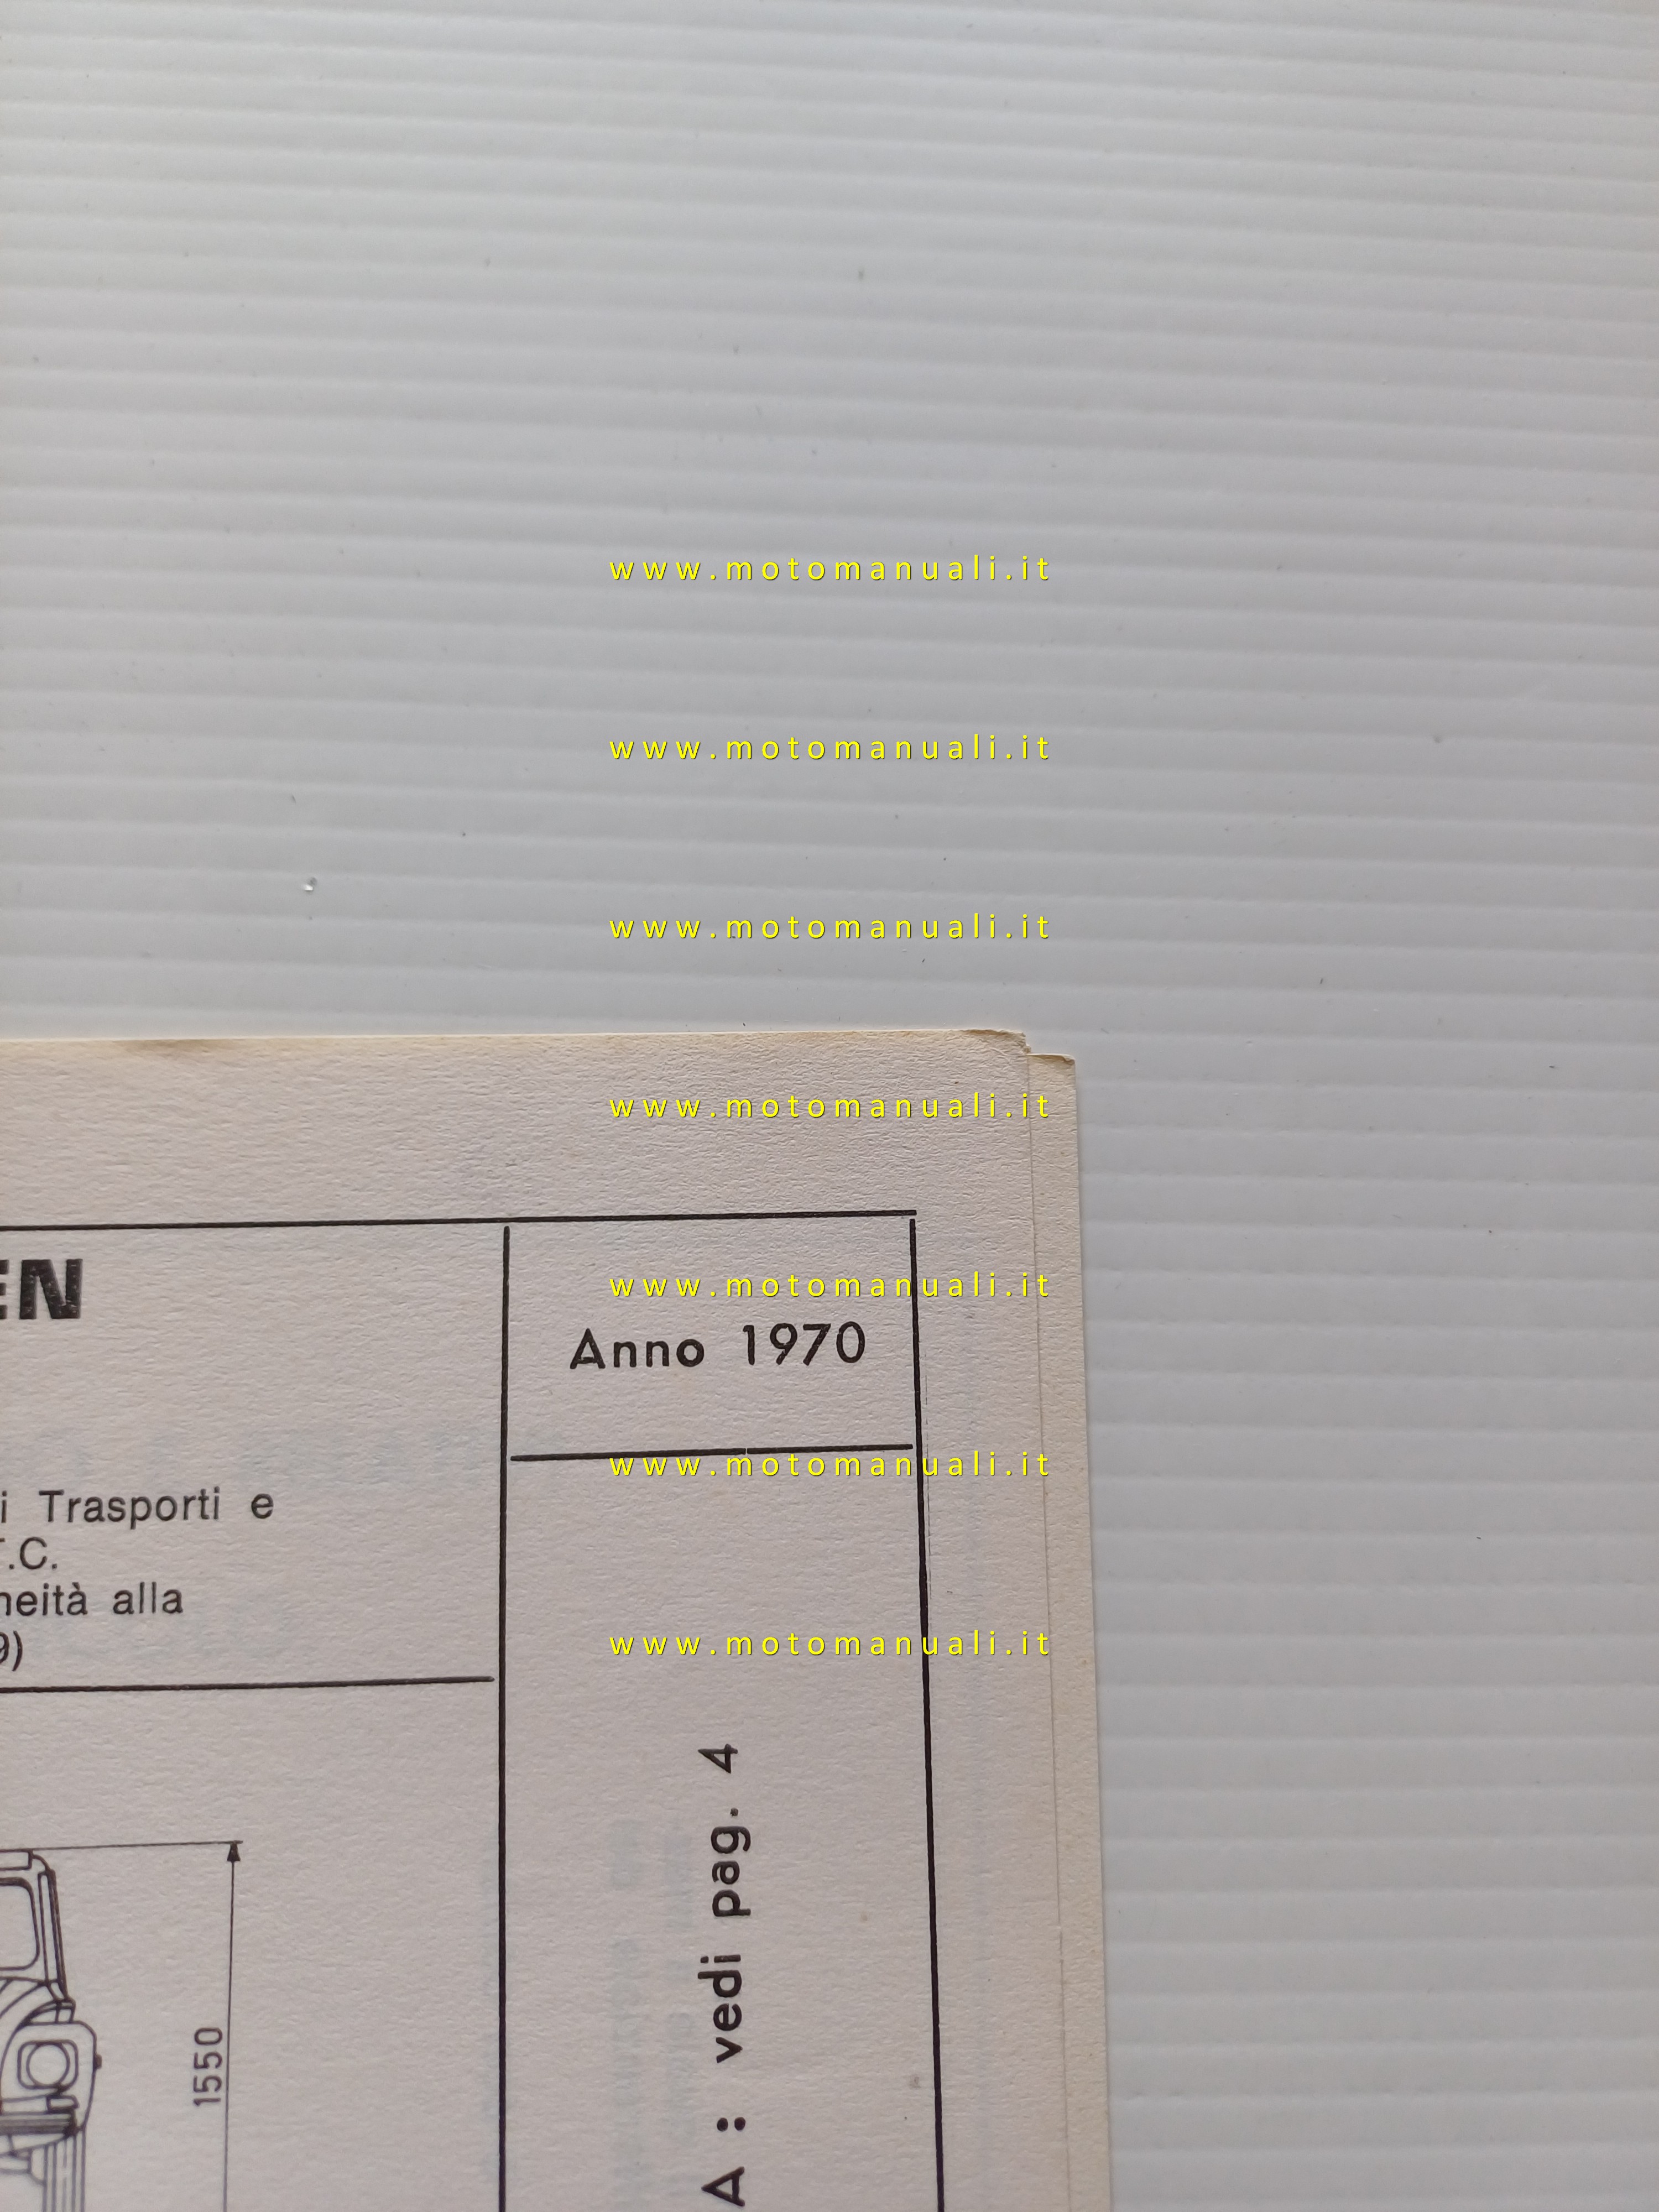 www.motomanuali.it
www.motomanuali.it
www.motomanuali.it
www.motomanuali.it
www.motomanuali.it
Anno 1970
www.motomanuali.it
i Trasporti e
.C.
neità alla
9)
www.motomanuali.it
A : vedi pag. 4
1550